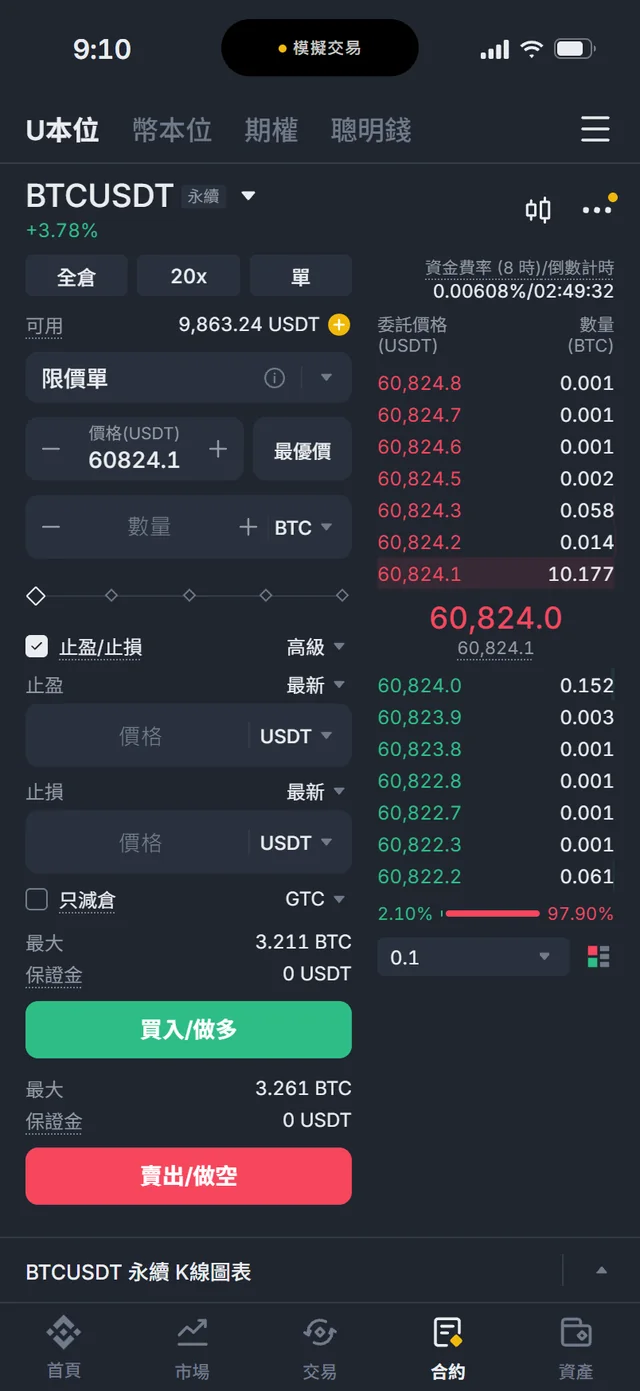 9:10
模擬交易
U本位 幣本位 期權 聰明錢
BTCUSDT 永續
+3.78%
全倉 20x 單
可用 9,863.24 USDT
限價單
價格(USDT)
60824.1
最優價
數量 BTC
止盈/止損 高級
止盈 最新
價格 USDT
止損 最新
價格 USDT
只減倉 GTC
最大 3.211 BTC
保證金 0 USDT
買入/做多
最大 3.261 BTC
保證金 0 USDT
賣出/做空
資金費率 (8 時)/倒數計時
0.00608%/02:49:32
委託價格 數量
(USDT) (BTC)
60,824.8 0.001
60,824.7 0.001
60,824.6 0.001
60,824.5 0.002
60,824.3 0.058
60,824.2 0.014
60,824.1 10.177
60,824.0
60,824.1
60,824.0 0.152
60,823.9 0.003
60,823.8 0.001
60,822.8 0.001
60,822.7 0.001
60,822.3 0.001
60,822.2 0.061
2.10% 97.90%
0.1
BTCUSDT 永續 K線圖表
首頁 市場 交易 合約 資產